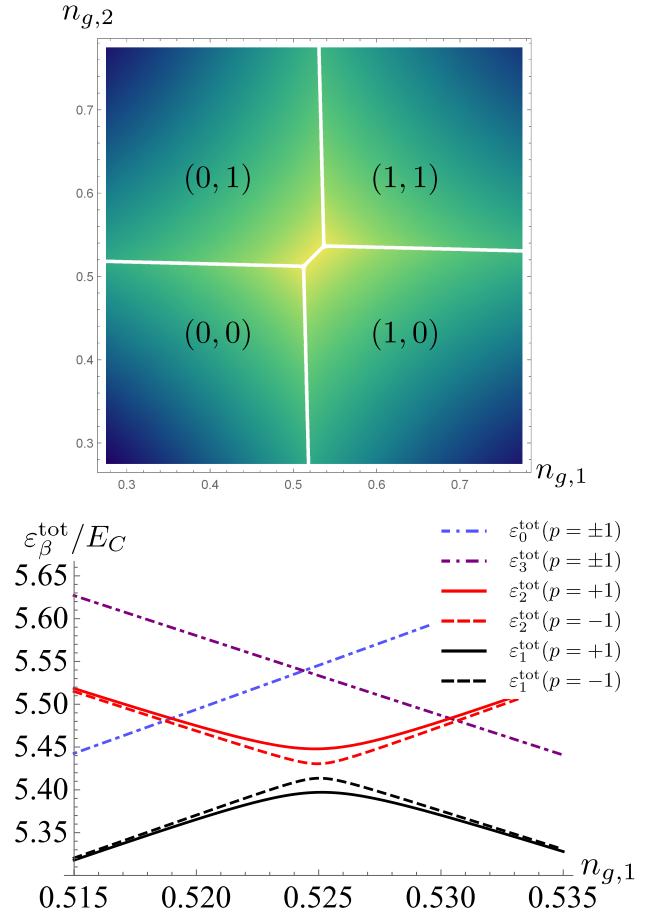 n_{g,2}
0.7
(0, 1) (1, 1)
0.6
0.5
(0, 0) (1, 0)
0.4
0.3
0.3 0.4 0.5 0.6 0.7 n_{g,1}
ε_β^{tot}/E_C
ε_0^{tot}(p = ±1)
ε_3^{tot}(p = ±1)
ε_2^{tot}(p = +1)
ε_2^{tot}(p = −1)
ε_1^{tot}(p = +1)
ε_1^{tot}(p = −1)
5.65
5.60
5.55
5.50
5.45
5.40
5.35
n_{g,1}
0.515 0.520 0.525 0.530 0.535